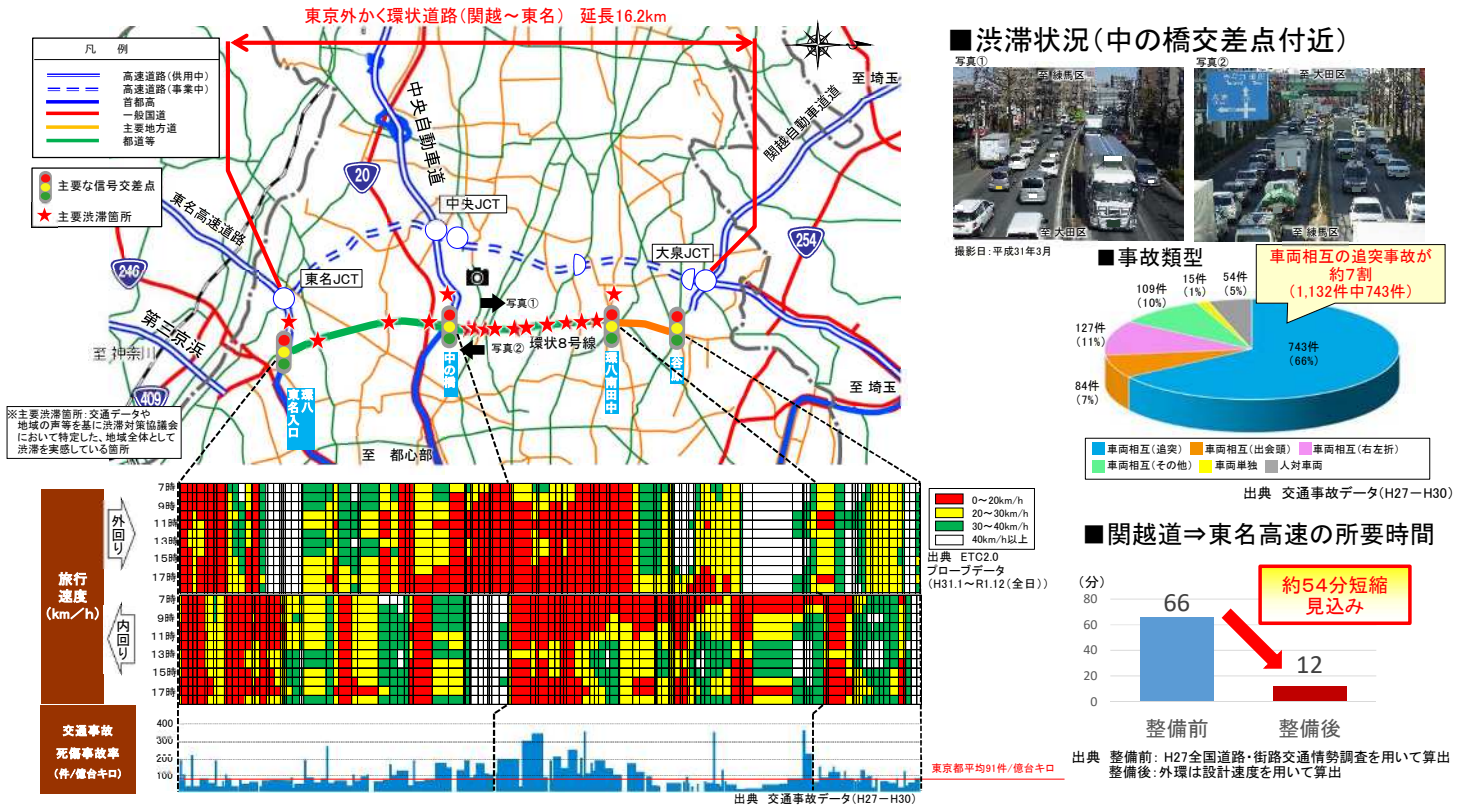 東京外かく環状道路(関越～東名) 延長16.2km
凡 例
高速道路(供用中)
高速道路(事業中)
首都高
一般国道
主要地方道
都道等
主要な信号交差点
主要渋滞箇所
東名高速道路
中央自動車道
関越自動車道
至 埼玉
20
246
254
409
中央JCT
東名JCT
大泉JCT
第三京浜
至 神奈川
写真①
写真②
環状8号線
至 埼玉
環八
東名入口
中の橋
環八南田中
谷原
至 都心部
※主要渋滞箇所:交通データや
地域の声等を基に渋滞対策協議会
において特定した、地域全体として
渋滞を実感している箇所
旅行
速度
(km/h)
外回り
7時
9時
11時
13時
15時
17時
内回り
7時
9時
11時
13時
15時
17時
0～20km/h
20～30km/h
30～40km/h
40km/h以上
出典 ETC2.0
プローブデータ
(H31.1～R1.12(全日))
交通事故
死傷事故率
(件/億台キロ)
400
300
200
100
東京都平均91件/億台キロ
出典 交通事故データ(H27－H30)
■渋滞状況(中の橋交差点付近)
写真①
至 練馬区
至 大田区
写真②
至 大田区
至 練馬区
撮影日:平成31年3月
■事故類型
車両相互の追突事故が
約7割
(1,132件中743件)
743件
(66%)
84件
(7%)
127件
(11%)
109件
(10%)
15件
(1%)
54件
(5%)
車両相互(追突)
車両相互(出会頭)
車両相互(右左折)
車両相互(その他)
車両単独
人対車両
出典 交通事故データ(H27－H30)
■関越道⇒東名高速の所要時間
(分)
80
60
40
20
0
66
12
約54分短縮
見込み
整備前
整備後
出典 整備前: H27全国道路・街路交通情勢調査を用いて算出
整備後:外環は設計速度を用いて算出